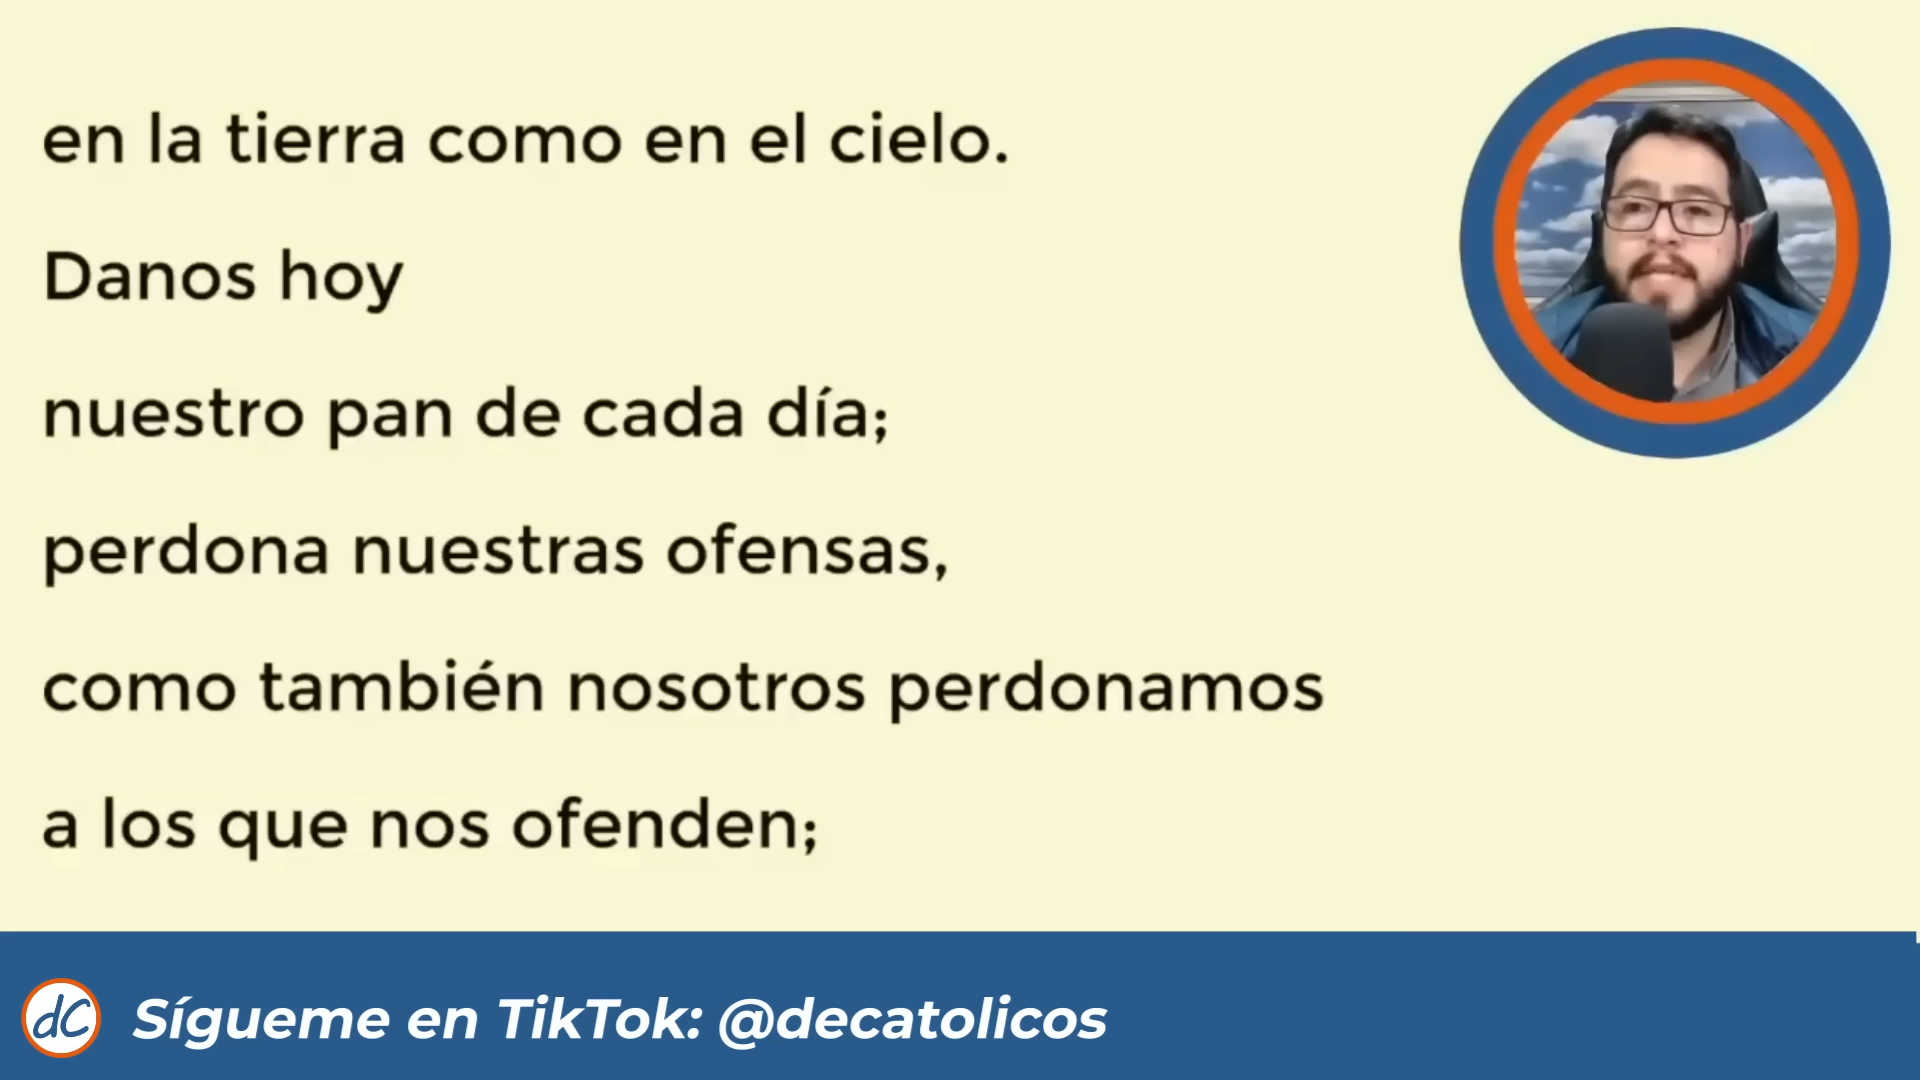 en la tierra como en el cielo.
Danos hoy
nuestro pan de cada día;
perdona nuestras ofensas,
como también nosotros perdonamos
a los que nos ofenden;
dC Sígueme en TikTok: @decatolicos